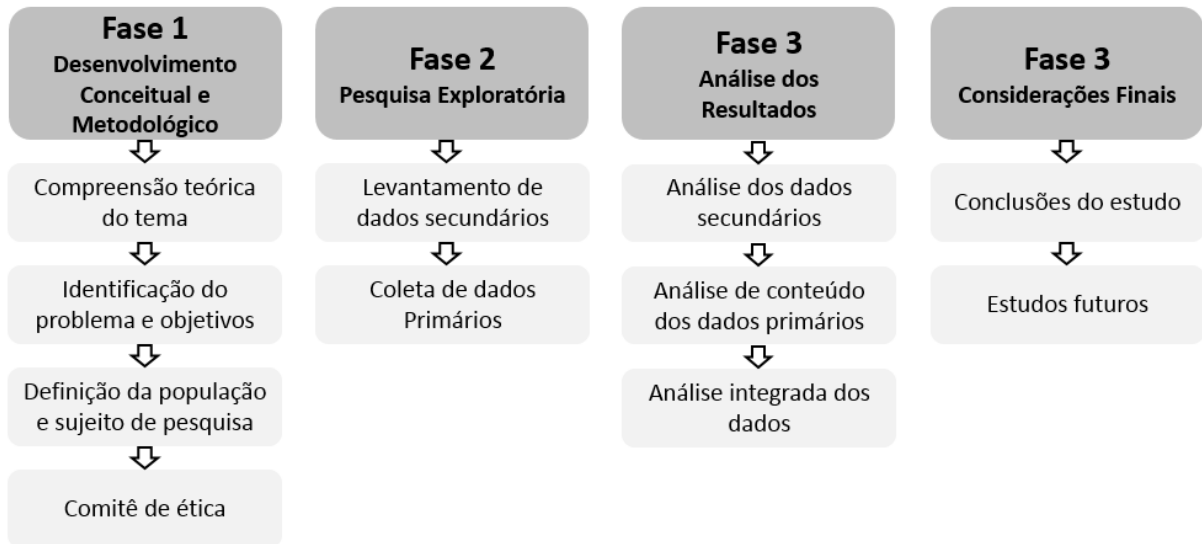 Fase 1
Desenvolvimento
Conceitual e
Metodológico
Compreensão teórica
do tema
Identificação do
problema e objetivos
Definição da população
e sujeito de pesquisa
Comitê de ética
Fase 2
Pesquisa Exploratória
Levantamento de
dados secundários
Coleta de dados
Primários
Fase 3
Análise dos
Resultados
Análise dos dados
secundários
Análise de conteúdo
dos dados primários
Análise integrada dos
dados
Fase 3
Considerações Finais
Conclusões do estudo
Estudos futuros